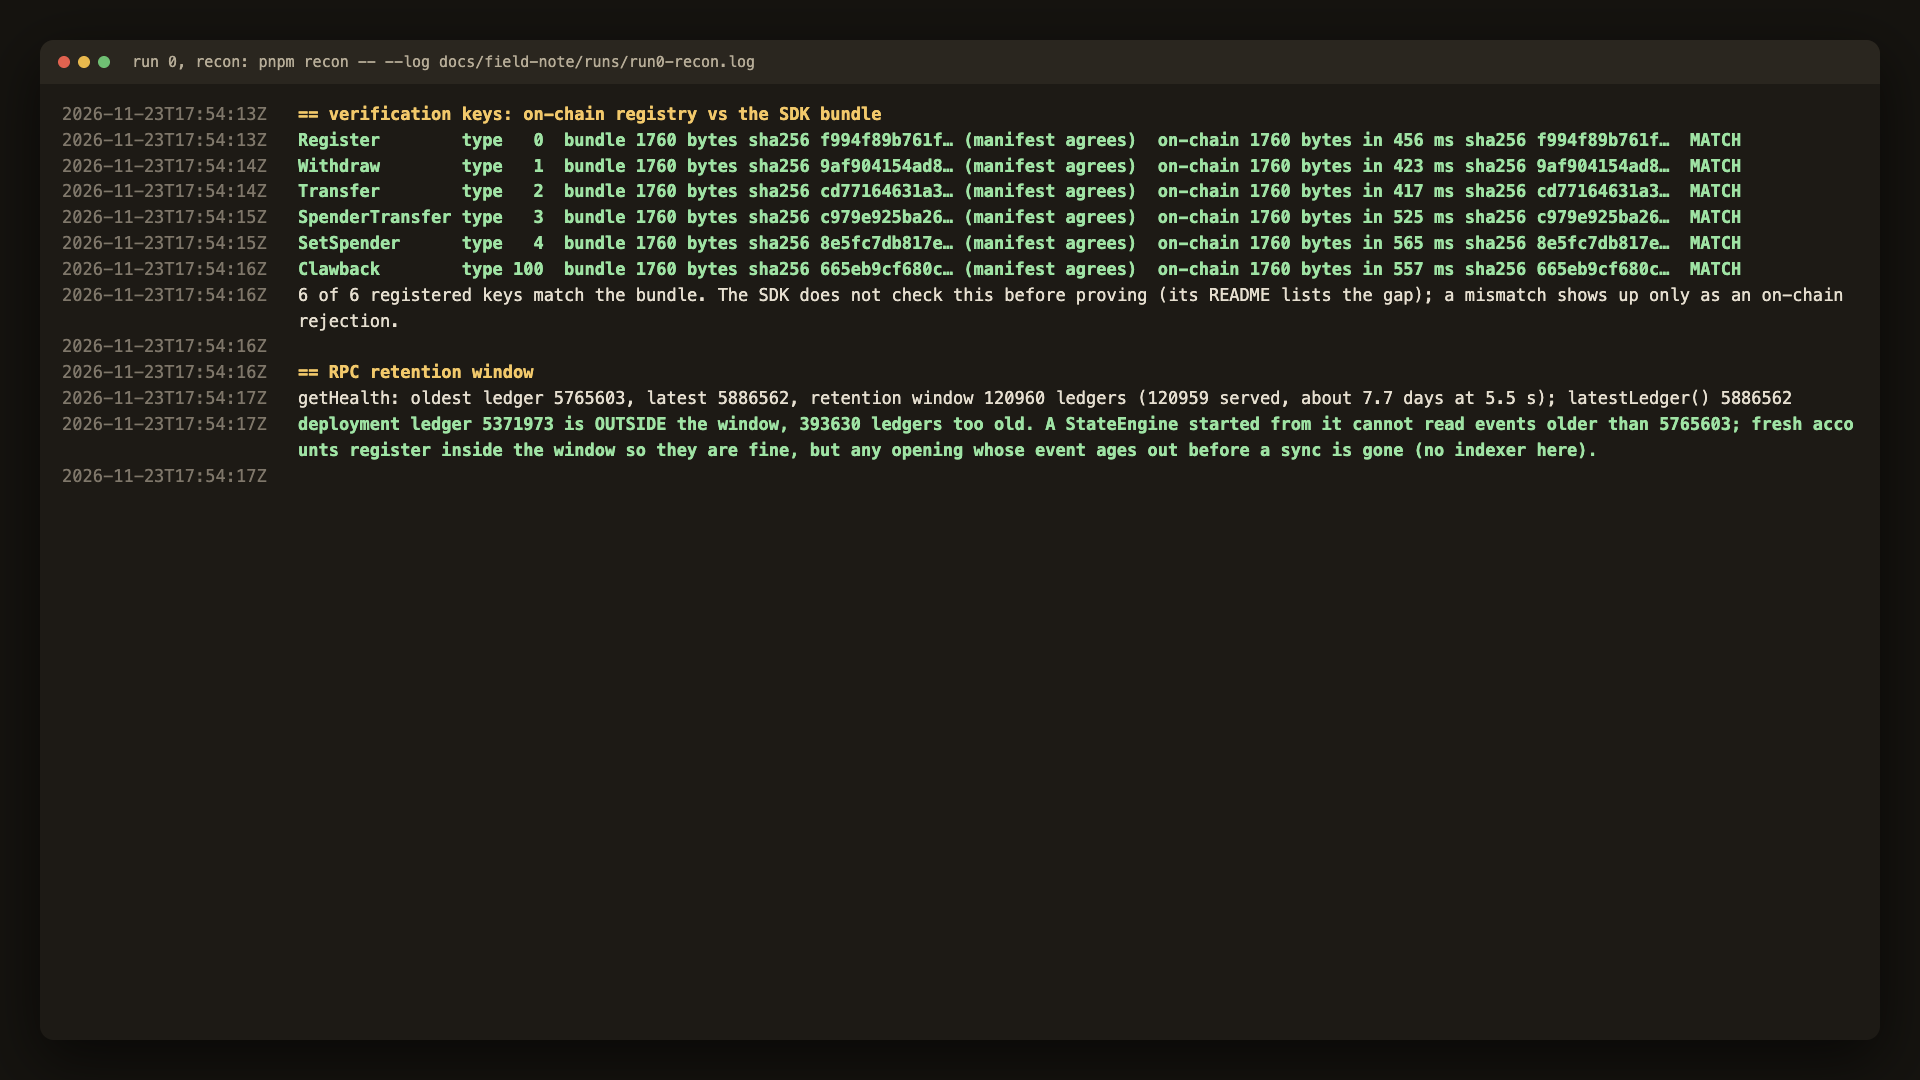 run 0, recon: pnpm recon -- --log docs/field-note/runs/run0-recon.log
2026-11-23T17:54:13Z == verification keys: on-chain registry vs the SDK bundle
2026-11-23T17:54:13Z Register type 0 bundle 1760 bytes sha256 f994f89b761f… (manifest agrees) on-chain 1760 bytes in 456 ms sha256 f994f89b761f… MATCH
2026-11-23T17:54:14Z Withdraw type 1 bundle 1760 bytes sha256 9af904154ad8… (manifest agrees) on-chain 1760 bytes in 423 ms sha256 9af904154ad8… MATCH
2026-11-23T17:54:14Z Transfer type 2 bundle 1760 bytes sha256 cd77164631a3… (manifest agrees) on-chain 1760 bytes in 417 ms sha256 cd77164631a3… MATCH
2026-11-23T17:54:15Z SpenderTransfer type 3 bundle 1760 bytes sha256 c979e925ba26… (manifest agrees) on-chain 1760 bytes in 525 ms sha256 c979e925ba26… MATCH
2026-11-23T17:54:15Z SetSpender type 4 bundle 1760 bytes sha256 8e5fc7db817e… (manifest agrees) on-chain 1760 bytes in 565 ms sha256 8e5fc7db817e… MATCH
2026-11-23T17:54:16Z Clawback type 100 bundle 1760 bytes sha256 665eb9cf680c… (manifest agrees) on-chain 1760 bytes in 557 ms sha256 665eb9cf680c… MATCH
2026-11-23T17:54:16Z 6 of 6 registered keys match the bundle. The SDK does not check this before proving (its README lists the gap); a mismatch shows up only as an on-chain
rejection.
2026-11-23T17:54:16Z
2026-11-23T17:54:16Z == RPC retention window
2026-11-23T17:54:17Z getHealth: oldest ledger 5765603, latest 5886562, retention window 120960 ledgers (120959 served, about 7.7 days at 5.5 s); latestLedger() 5886562
2026-11-23T17:54:17Z deployment ledger 5371973 is OUTSIDE the window, 393630 ledgers too old. A StateEngine started from it cannot read events older than 5765603; fresh acco
unts register inside the window so they are fine, but any opening whose event ages out before a sync is gone (no indexer here).
2026-11-23T17:54:17Z